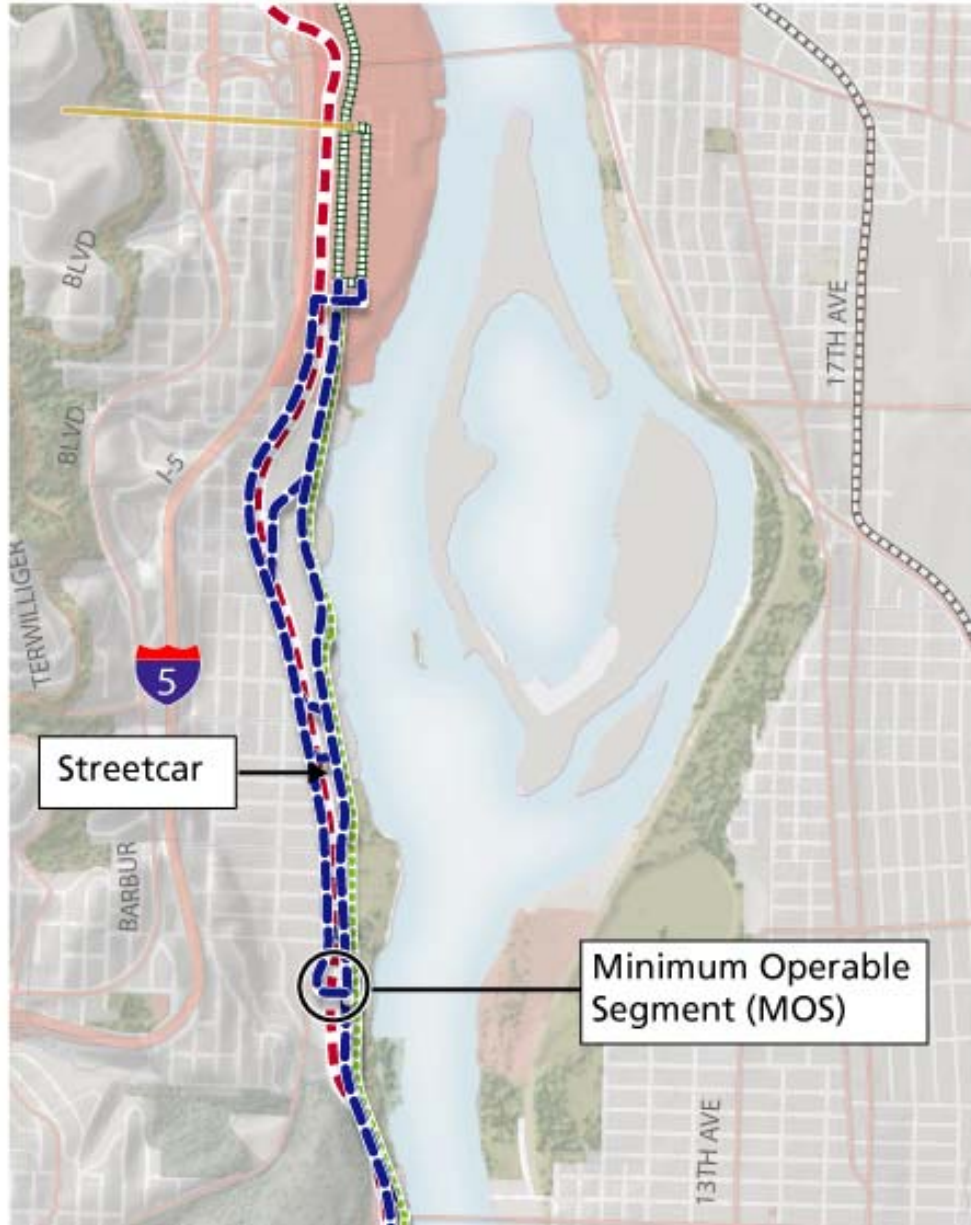 BLVD
17TH AVE
BLVD
I-5
TERWILLIGER
5
Streetcar
BARBUR
Minimum Operable
Segment (MOS)
13TH AVE